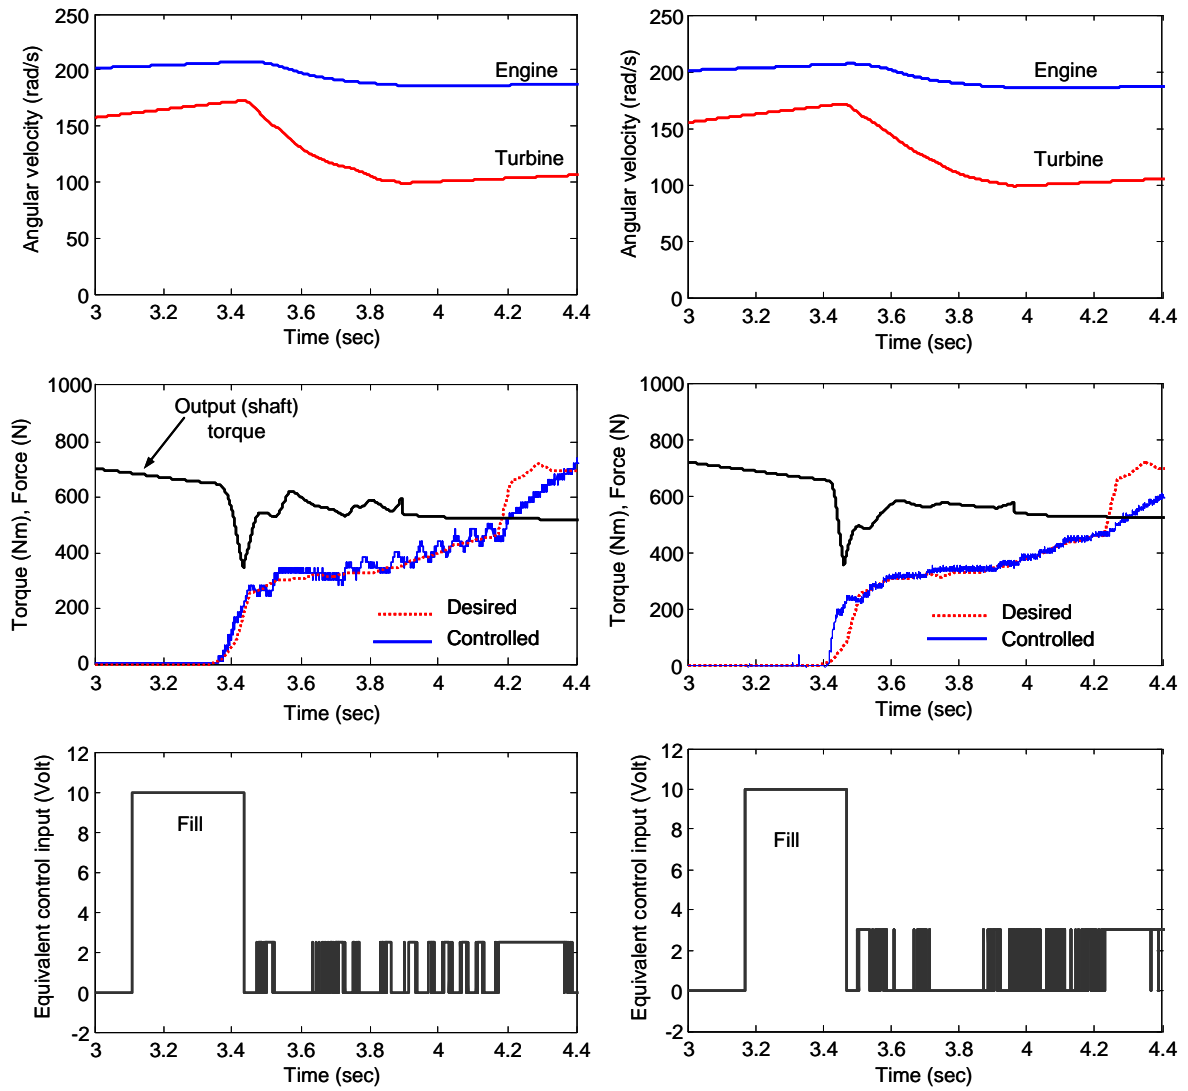 250
200
150
100
50
0
Angular velocity (rad/s)
Engine
Turbine
3 3.2 3.4 3.6 3.8 4 4.2 4.4
Time (sec)
250
200
150
100
50
0
Angular velocity (rad/s)
Engine
Turbine
3 3.2 3.4 3.6 3.8 4 4.2 4.4
Time (sec)
1000
800
600
400
200
0
Torque (Nm), Force (N)
Output (shaft)
torque
Desired
Controlled
3 3.2 3.4 3.6 3.8 4 4.2 4.4
Time (sec)
1000
800
600
400
200
0
Torque (Nm), Force (N)
Desired
Controlled
3 3.2 3.4 3.6 3.8 4 4.2 4.4
Time (sec)
12
10
8
6
4
2
0
-2
Equivalent control input (Volt)
Fill
3 3.2 3.4 3.6 3.8 4 4.2 4.4
Time (sec)
12
10
8
6
4
2
0
-2
Equivalent control input (Volt)
Fill
3 3.2 3.4 3.6 3.8 4 4.2 4.4
Time (sec)